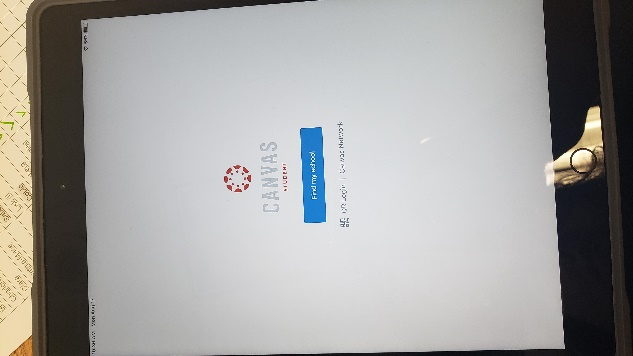 CANVAS
STUDENT
Find my school
QR Login | Canvas Network